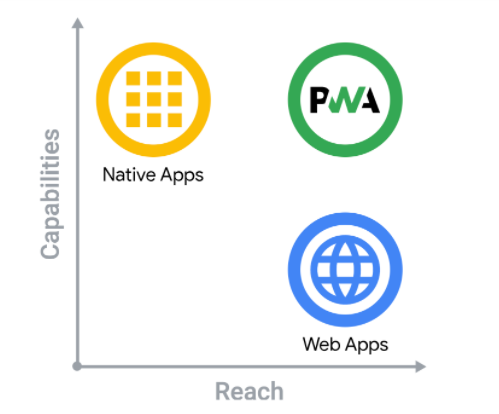 PWA
Native Apps
Capabilities
Web Apps
Reach